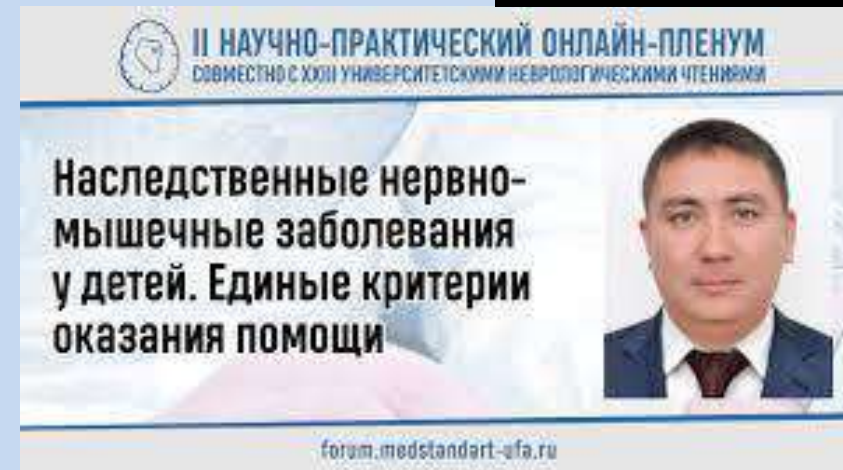 II НАУЧНО-ПРАКТИЧЕСКИЙ ОНЛАЙН-ПЛЕНУМ
СОВМЕСТНО С XXIII УНИВЕРСИТЕТСКИМИ НЕВРОЛОГИЧЕСКИМИ ЧТЕНИЯМИ
Наследственные нервно-
мышечные заболевания
у детей. Единые критерии
оказания помощи
forum.medstandart-ufa.ru